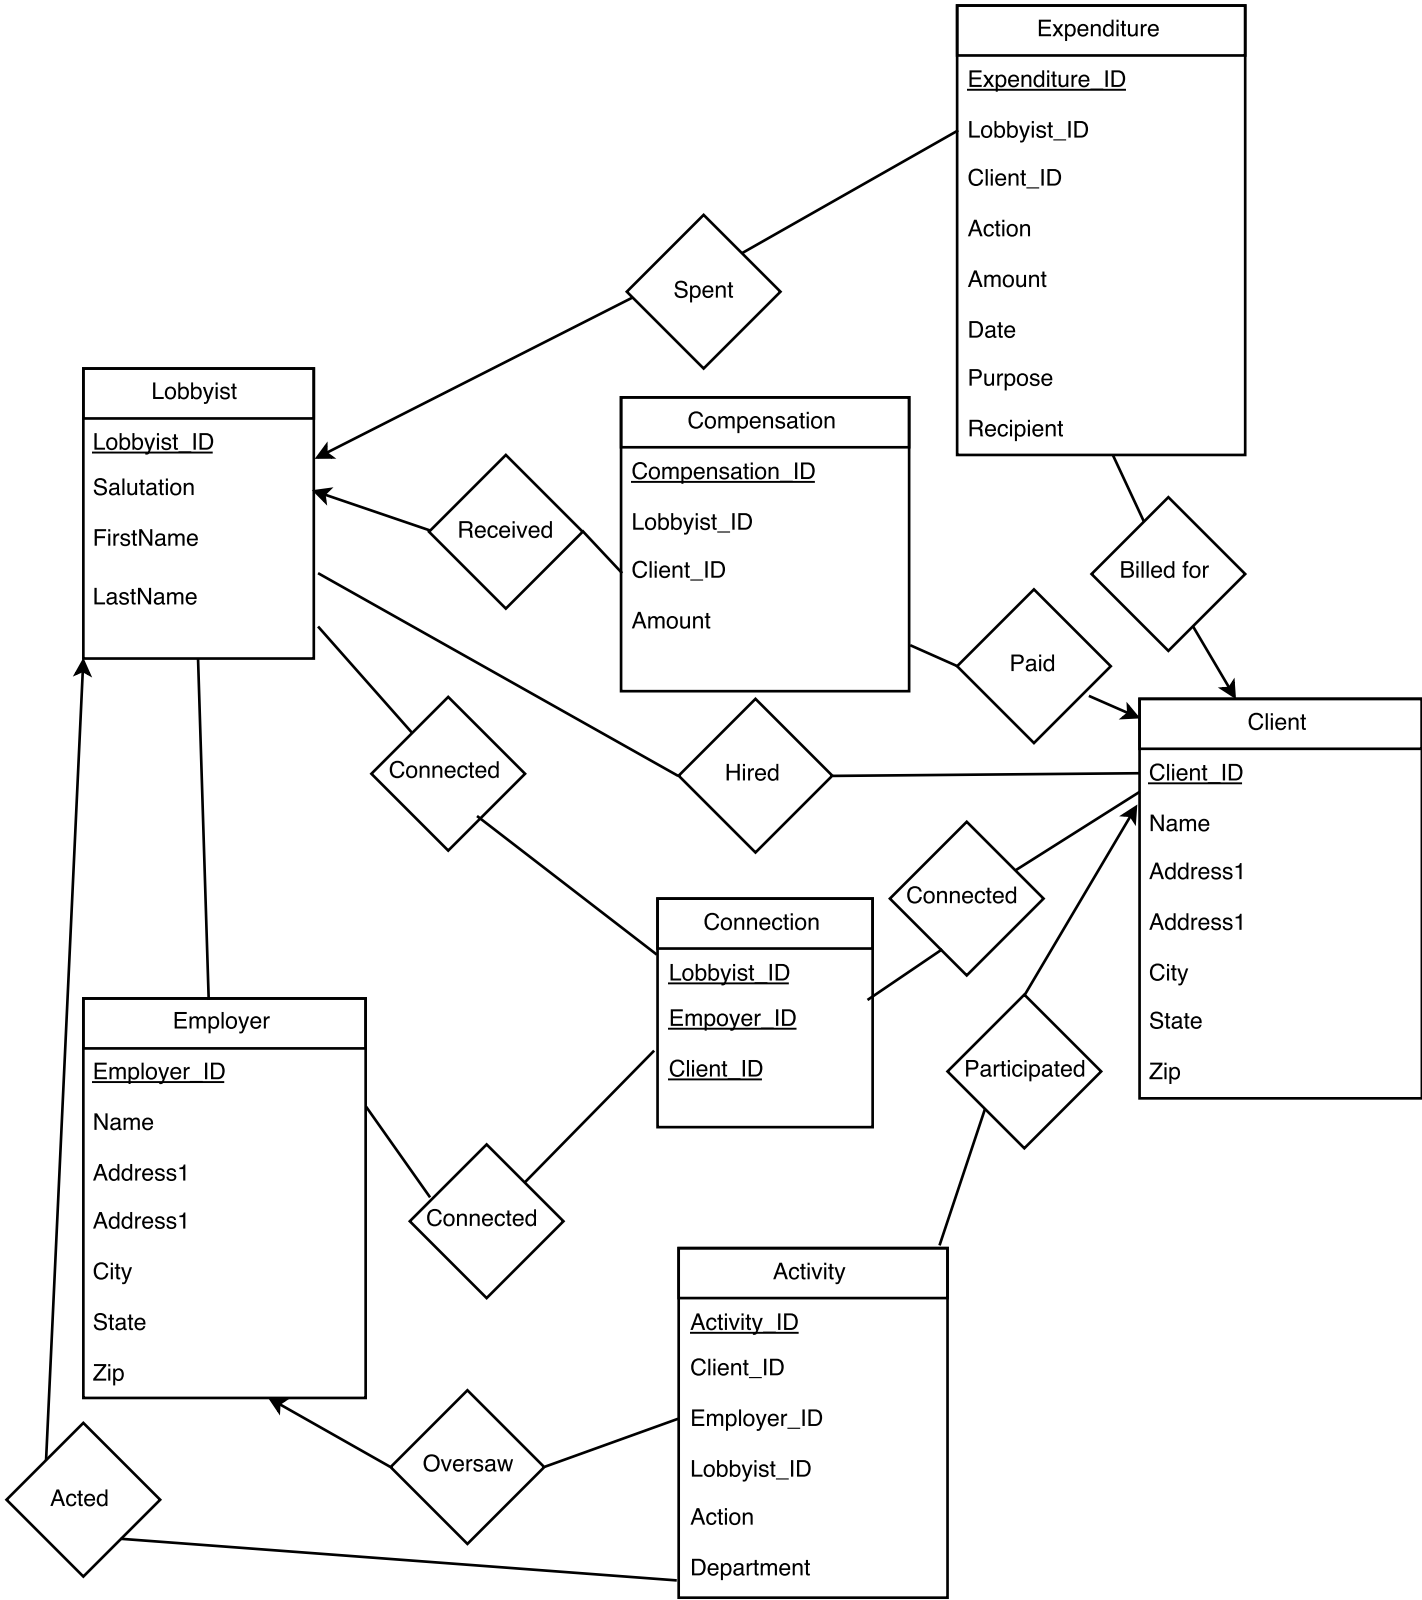 Expenditure
Expenditure_ID
Lobbyist_ID
Client_ID
Action
Amount
Date
Purpose
Recipient
Spent
Lobbyist
Lobbyist_ID
Salutation
FirstName
LastName
Compensation
Compensation_ID
Lobbyist_ID
Client_ID
Amount
Received
Billed for
Paid
Connected
Hired
Client
Client_ID
Name
Address1
Address1
City
State
Zip
Connected
Connection
Lobbyist_ID
Empoyer_ID
Client_ID
Participated
Employer
Employer_ID
Name
Address1
Address1
City
State
Zip
Connected
Activity
Activity_ID
Client_ID
Employer_ID
Lobbyist_ID
Action
Department
Oversaw
Acted